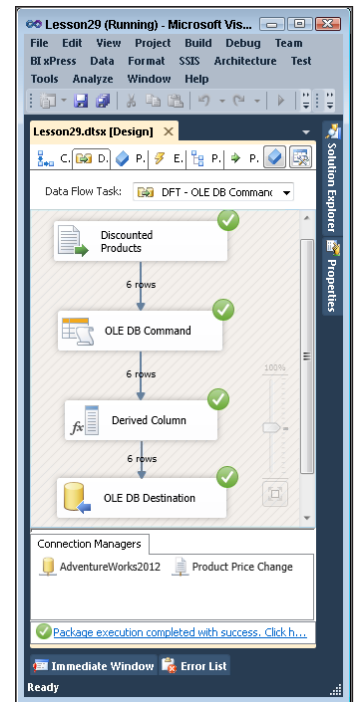 Lesson29 (Running) - Microsoft Vis...
File Edit View Project Build Debug Team
BI xPress Data Format SSIS Architecture Test
Tools Analyze Window Help
Lesson29.dtsx [Design]
C. D. P. E. P. P.
Data Flow Task: DFT - OLE DB Commanc
Discounted
Products
6 rows
OLE DB Command
6 rows
100%
fx Derived Column
6 rows
OLE DB Destination
Connection Managers
AdventureWorks2012 Product Price Change
Package execution completed with success. Click h...
Immediate Window Error List
Ready
Solution Explorer
Properties